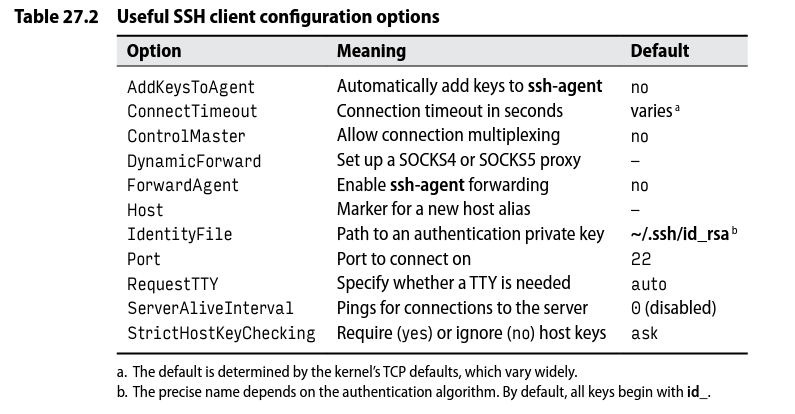 Table 27.2 Useful SSH client configuration options
Option Meaning Default
AddKeysToAgent Automatically add keys to ssh-agent no
ConnectTimeout Connection timeout in seconds varies a
ControlMaster Allow connection multiplexing no
DynamicForward Set up a SOCKS4 or SOCKS5 proxy –
ForwardAgent Enable ssh-agent forwarding no
Host Marker for a new host alias –
IdentityFile Path to an authentication private key ~/.ssh/id_rsa b
Port Port to connect on 22
RequestTTY Specify whether a TTY is needed auto
ServerAliveInterval Pings for connections to the server 0 (disabled)
StrictHostKeyChecking Require (yes) or ignore (no) host keys ask
a. The default is determined by the kernel’s TCP defaults, which vary widely.
b. The precise name depends on the authentication algorithm. By default, all keys begin with id_.